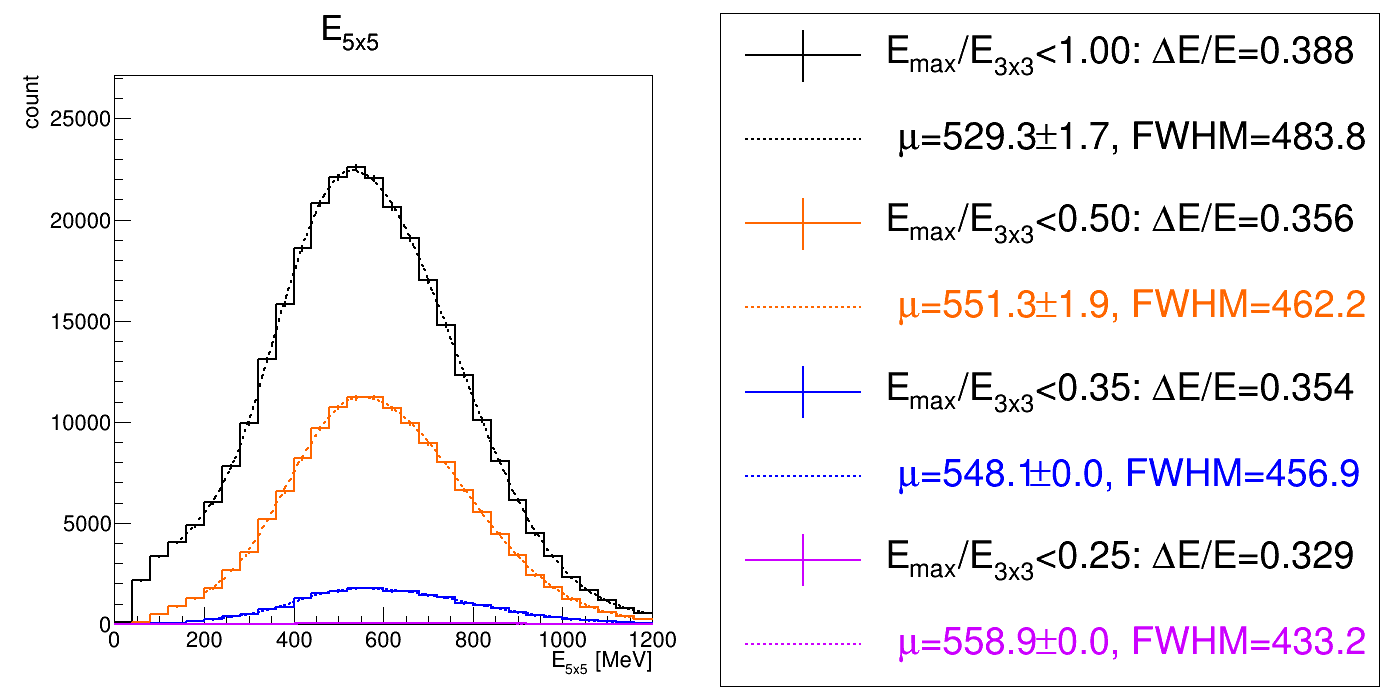 E5x5
count
25000
20000
15000
10000
5000
0
0 200 400 600 800 1000 1200
E5x5 [MeV]
Emax/E3x3<1.00: ΔE/E=0.388
μ=529.3±1.7, FWHM=483.8
Emax/E3x3<0.50: ΔE/E=0.356
μ=551.3±1.9, FWHM=462.2
Emax/E3x3<0.35: ΔE/E=0.354
μ=548.1±0.0, FWHM=456.9
Emax/E3x3<0.25: ΔE/E=0.329
μ=558.9±0.0, FWHM=433.2